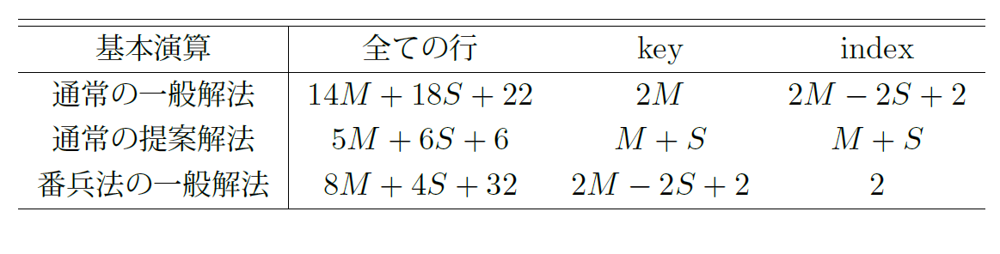 基本演算 全ての行 key index
通常の一般解法 14M + 18S + 22 2M 2M − 2S + 2
通常の提案解法 5M + 6S + 6 M + S M + S
番兵法の一般解法 8M + 4S + 32 2M − 2S + 2 2